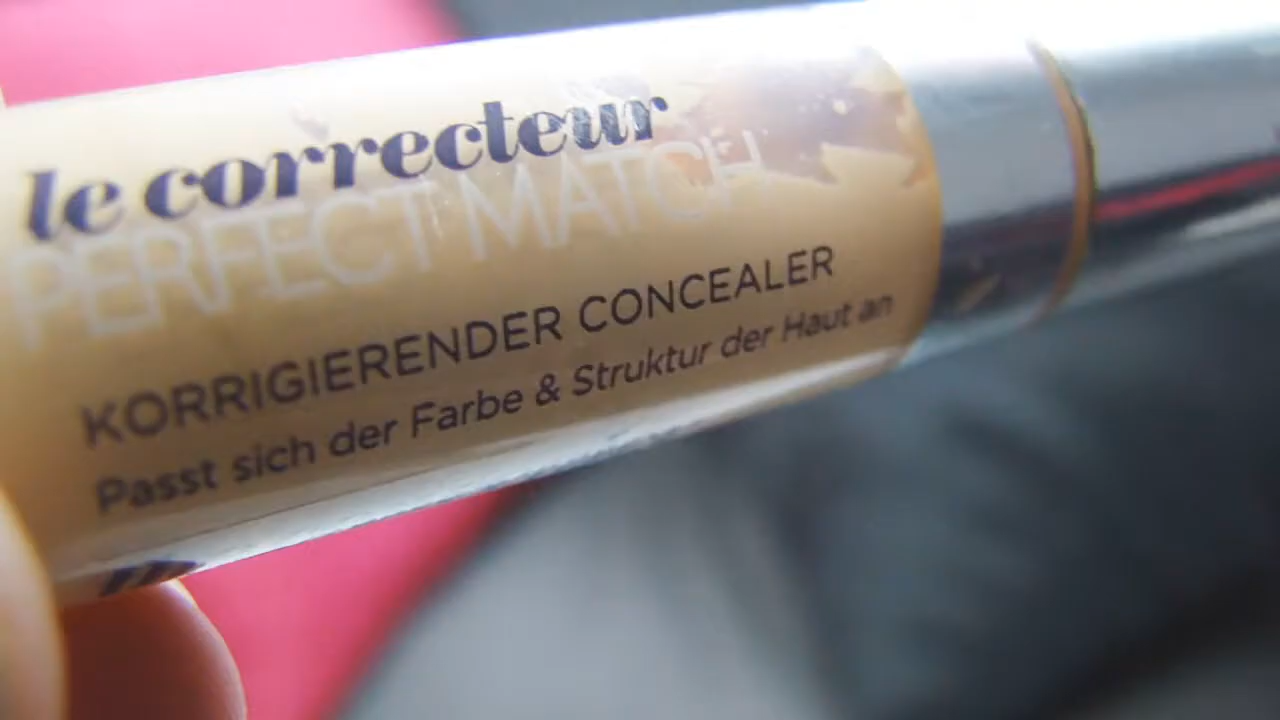 le correcteur
PERFECT MATCH
KORRIGIERENDER CONCEALER
Passt sich der Farbe & Struktur der Haut an